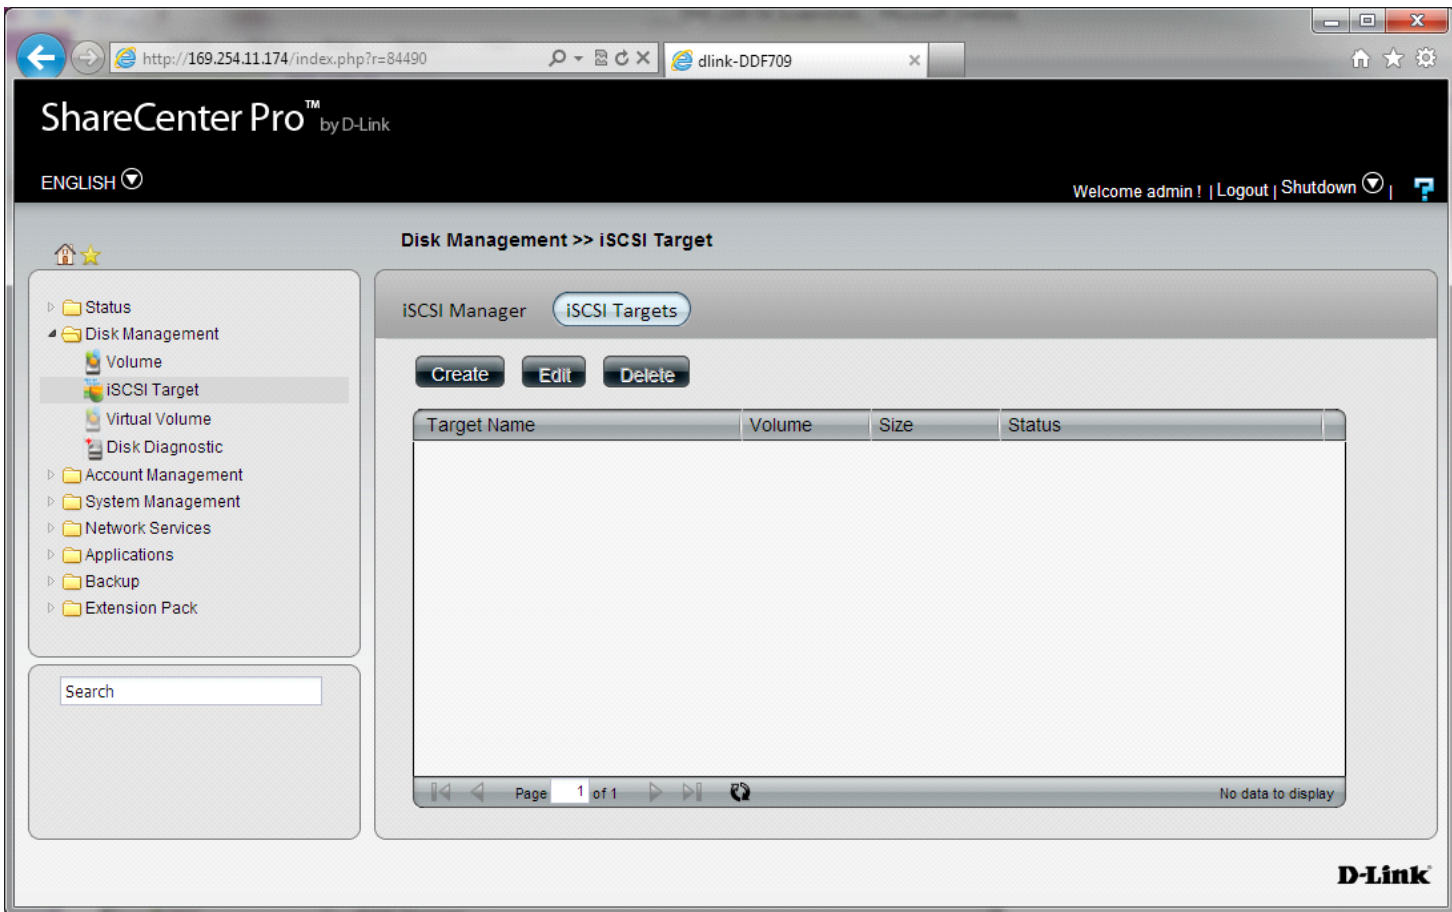 http://169.254.11.174/index.php?r=84490
dlink-DDF709
ShareCenter Pro™ by D-Link
ENGLISH
Welcome admin ! | Logout | Shutdown |
Disk Management >> iSCSI Target
Status
Disk Management
Volume
iSCSI Target
Virtual Volume
Disk Diagnostic
Account Management
System Management
Network Services
Applications
Backup
Extension Pack
Search
iSCSI Manager iSCSI Targets
Create Edit Delete
Target Name Volume Size Status
Page 1 of 1 No data to display
D-Link